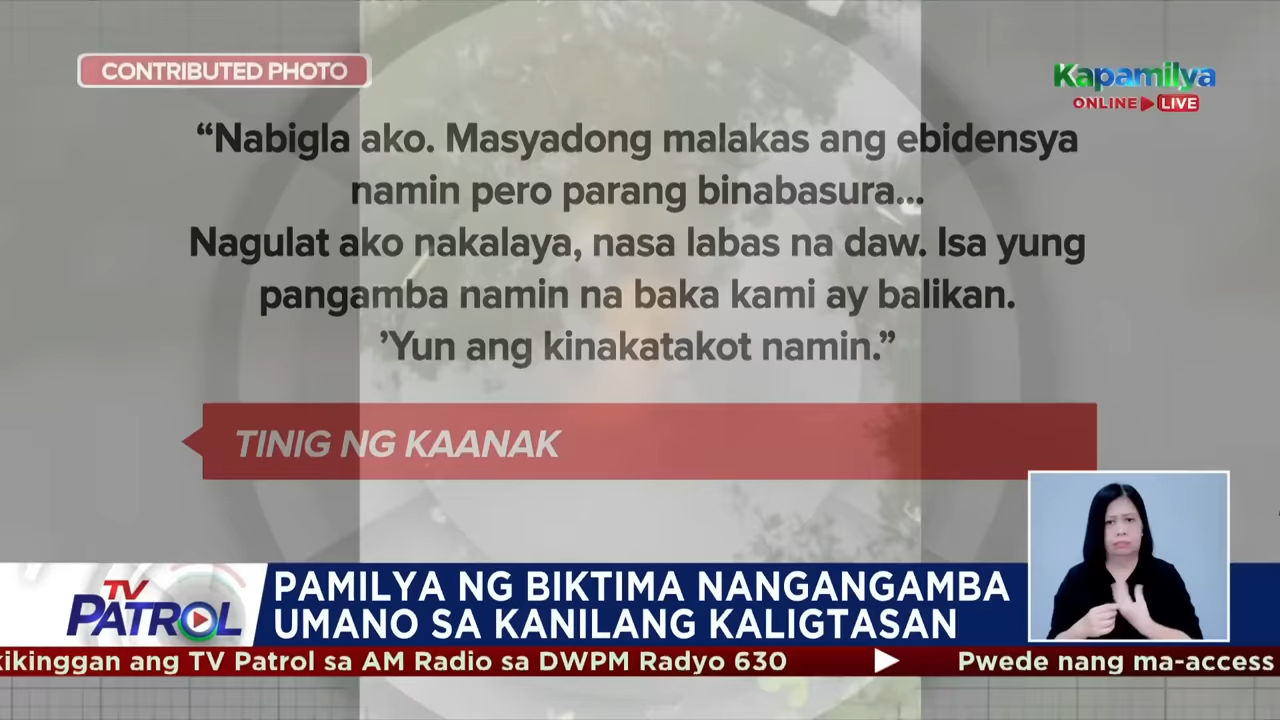 CONTRIBUTED PHOTO
Kapamilya
ONLINE LIVE
“Nabigla ako. Masyadong malakas ang ebidensya
namin pero parang binabasura...
Nagulat ako nakalaya, nasa labas na daw. Isa yung
pangamba namin na baka kami ay balikan.
’Yun ang kinakatakot namin.”
TINIG NG KAANAK
TV
PATROL
PAMILYA NG BIKTIMA NANGANGAMBA
UMANO SA KANILANG KALIGTASAN
ang TV Patrol sa AM Radio sa DWPM Radyo 630
Pwede nang ma-access